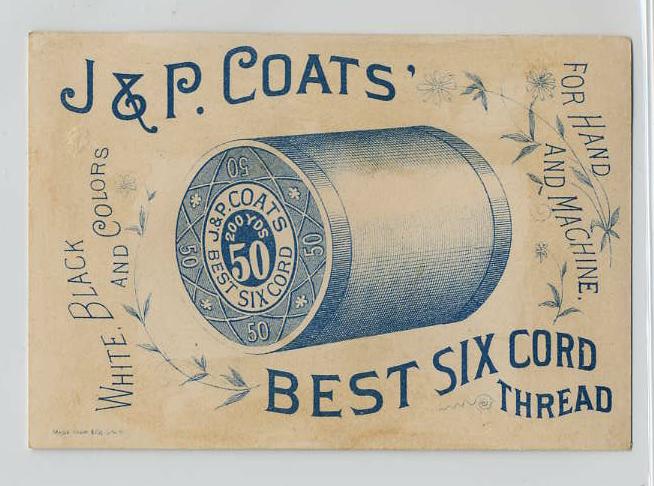 J & P. COATS'
FOR HAND
AND MACHINE.
WHITE, BLACK
AND COLORS
50
50
50
50
J. & P. COATS
200 YDS
50
BEST SIX CORD
BEST SIX CORD
THREAD